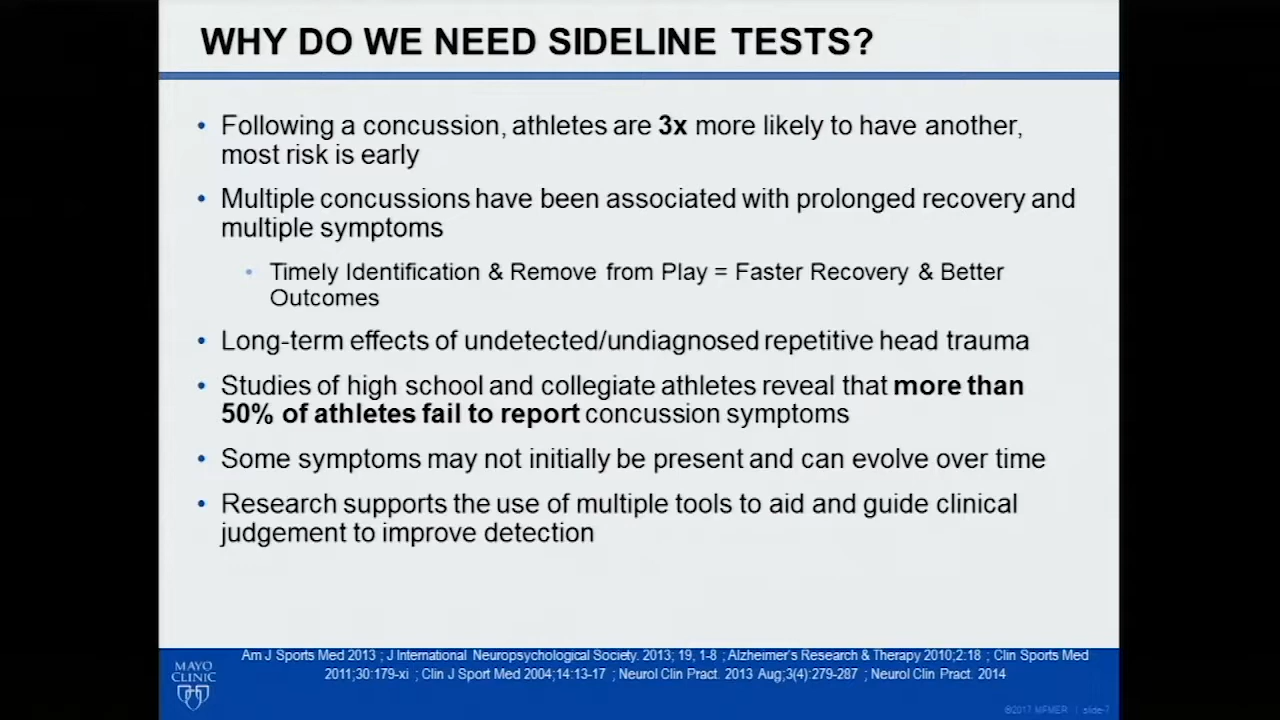 WHY DO WE NEED SIDELINE TESTS?
• Following a concussion, athletes are 3x more likely to have another,
most risk is early
• Multiple concussions have been associated with prolonged recovery and
multiple symptoms
• Timely Identification & Remove from Play = Faster Recovery & Better
Outcomes
• Long-term effects of undetected/undiagnosed repetitive head trauma
• Studies of high school and collegiate athletes reveal that more than
50% of athletes fail to report concussion symptoms
• Some symptoms may not initially be present and can evolve over time
• Research supports the use of multiple tools to aid and guide clinical
judgement to improve detection
MAYO
CLINIC
Am J Sports Med 2013 ; J International Neuropsychological Society. 2013; 19, 1-8 ; Alzheimer's Research & Therapy 2010;2:18 ; Clin Sports Med
2011;30:179-xi ; Clin J Sport Med 2004;14:13-17 ; Neurol Clin Pract. 2013 Aug;3(4):279-287 ; Neurol Clin Pract. 2014
©2017 MFMER | slide-7